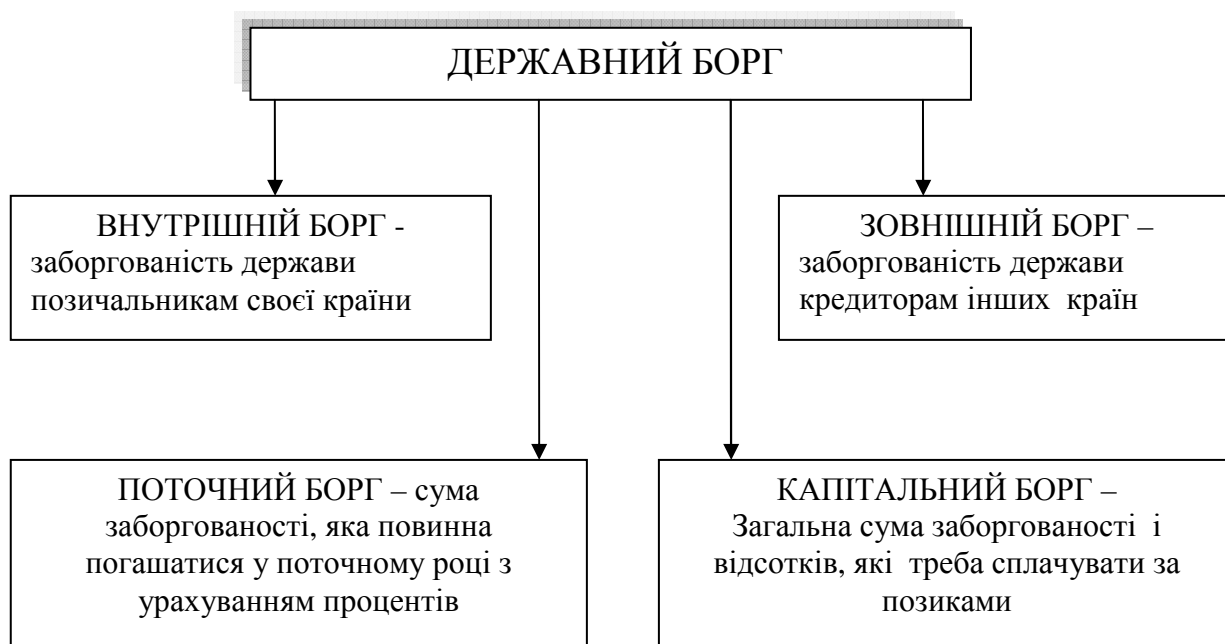 ДЕРЖАВНИЙ БОРГ
ВНУТРІШНІЙ БОРГ -
заборгованість держави
позичальникам своєї країни
ЗОВНІШНІЙ БОРГ –
заборгованість держави
кредиторам інших країн
ПОТОЧНИЙ БОРГ – сума
заборгованості, яка повинна
погашатися у поточному році з
урахуванням процентів
КАПІТАЛЬНИЙ БОРГ –
Загальна сума заборгованості і
відсотків, які треба сплачувати за
позиками